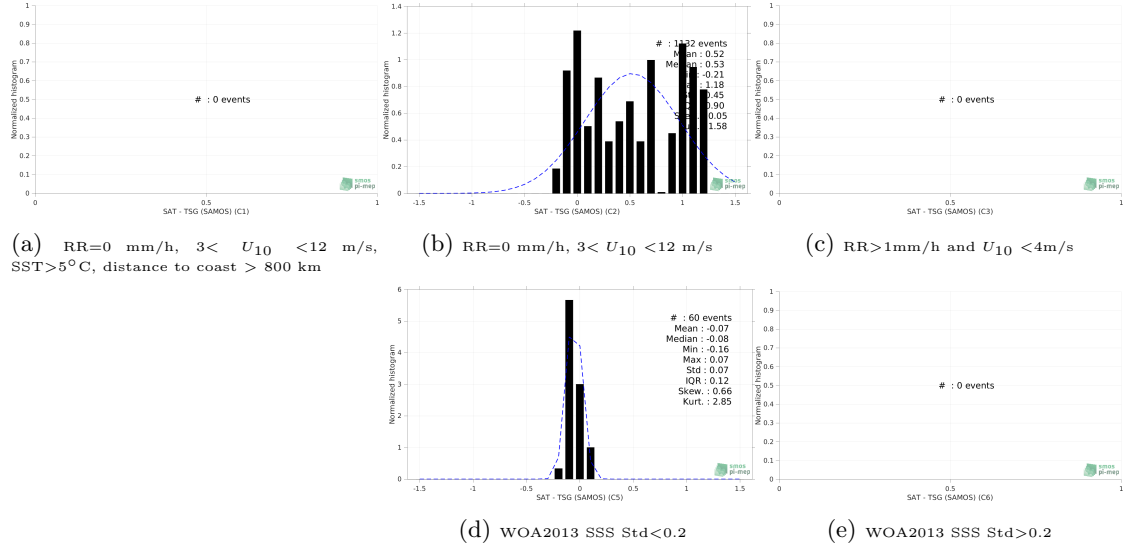 1
0.9
0.8
0.7
0.6
0.5
0.4
0.3
0.2
0.1
0
Normalized histogram
# : 0 events
0
0.5
1
SAT - TSG (SAMOS) (C1)
smos
pi-mep
1.4
1.2
1
0.8
0.6
0.4
0.2
0
Normalized histogram
# : 1132 events
Mean : 0.52
Median : 0.53
: -0.21
: 1.18
: 0.45
: 0.90
: 0.05
: 1.58
-1.5
-1
-0.5
0
0.5
1
1.5
SAT - TSG (SAMOS) (C2)
smos
pi-mep
1
0.9
0.8
0.7
0.6
0.5
0.4
0.3
0.2
0.1
0
Normalized histogram
# : 0 events
0
0.5
1
SAT - TSG (SAMOS) (C3)
smos
pi-mep
(a) RR=0 mm/h, 3< U10 <12 m/s,
SST>5°C, distance to coast > 800 km
(b) RR=0 mm/h, 3< U10 <12 m/s
(c) RR>1mm/h and U10 <4m/s
6
5
4
3
2
1
0
Normalized histogram
# : 60 events
Mean : -0.07
Median : -0.08
Min : -0.16
Max : 0.07
Std : 0.07
IQR : 0.12
Skew. : 0.66
Kurt. : 2.85
-1.5
-1
-0.5
0
0.5
1
1.5
SAT - TSG (SAMOS) (C5)
smos
pi-mep
1
0.9
0.8
0.7
0.6
0.5
0.4
0.3
0.2
0.1
0
Normalized histogram
# : 0 events
0
0.5
1
SAT - TSG (SAMOS) (C6)
smos
pi-mep
(d) WOA2013 SSS Std<0.2
(e) WOA2013 SSS Std>0.2